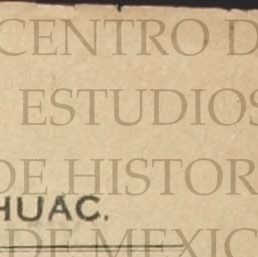 CENTRO D
ESTUDIOS
DE HISTOR
HUAC.
DE MEXIC